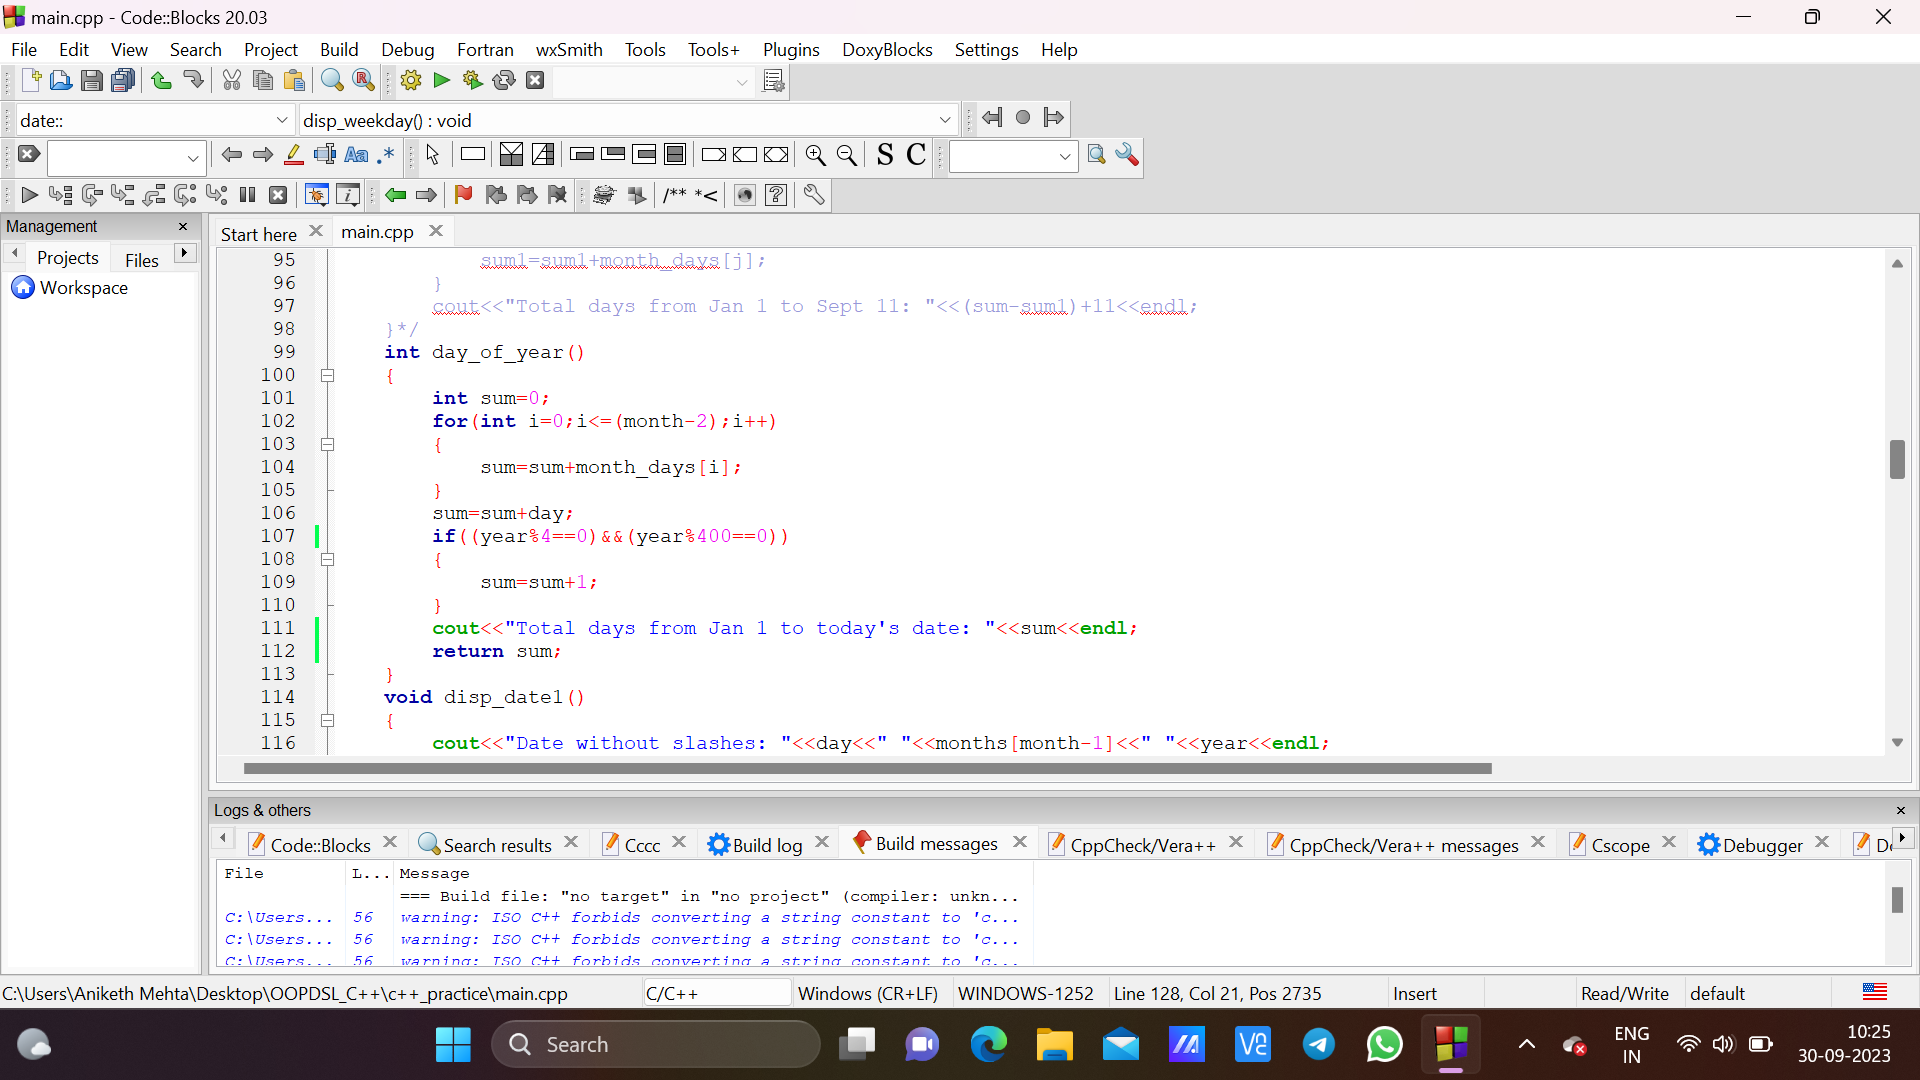 main.cpp - Code::Blocks 20.03
File Edit View Search Project Build Debug Fortran wxSmith Tools Tools+ Plugins DoxyBlocks Settings Help
date:: disp_weekday() : void
Aa .* S C
/** *<
Management
Start here main.cpp
Projects Files
Workspace
95 sum1=sum1+month_days[j];
96 }
97 cout<<"Total days from Jan 1 to Sept 11: "<<(sum-sum1)+11<<endl;
98 }*/
99 int day_of_year()
100 {
101 int sum=0;
102 for(int i=0;i<=(month-2);i++)
103 {
104 sum=sum+month_days[i];
105 }
106 sum=sum+day;
107 if((year%4==0)&&(year%400==0))
108 {
109 sum=sum+1;
110 }
111 cout<<"Total days from Jan 1 to today's date: "<<sum<<endl;
112 return sum;
113 }
114 void disp_date1()
115 {
116 cout<<"Date without slashes: "<<day<<" "<<months[month-1]<<" "<<year<<endl;
Logs & others
Code::Blocks Search results Cccc Build log Build messages CppCheck/Vera++ CppCheck/Vera++ messages Cscope Debugger
File L... Message
=== Build file: "no target" in "no project" (compiler: unkn...
C:\Users... 56 warning: ISO C++ forbids converting a string constant to 'c...
C:\Users... 56 warning: ISO C++ forbids converting a string constant to 'c...
C:\Users... 56 warning: ISO C++ forbids converting a string constant to 'c...
C:\Users\Aniketh Mehta\Desktop\OOPDSL_C++\c++_practice\main.cpp C/C++ Windows (CR+LF) WINDOWS-1252 Line 128, Col 21, Pos 2735 Insert Read/Write default
Search
ENG
IN
10:25
30-09-2023